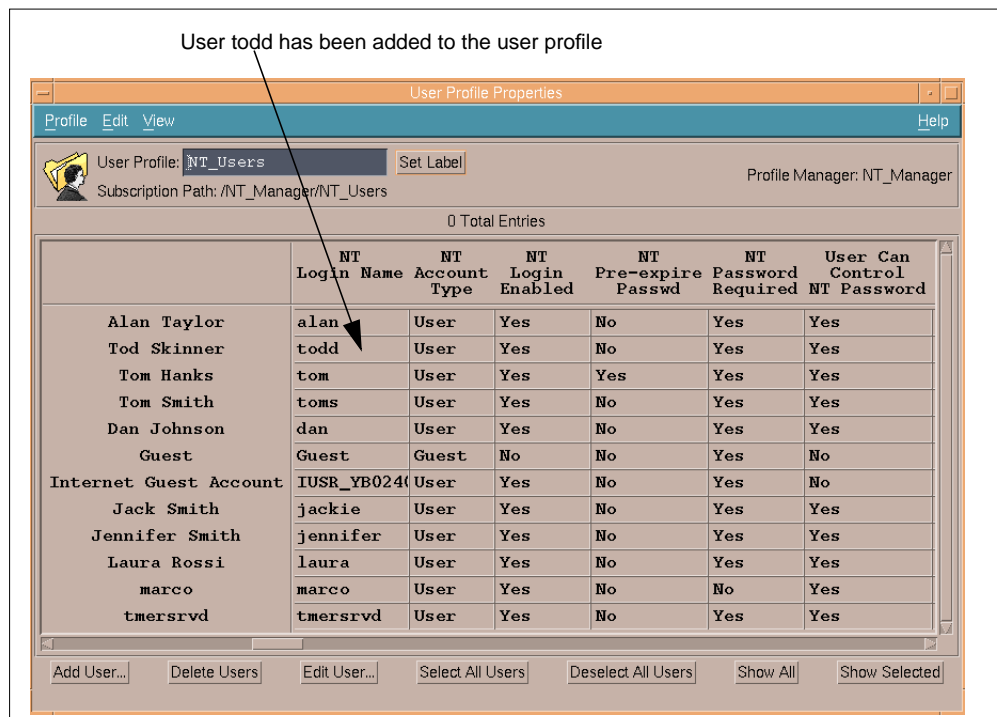 User todd has been added to the user profile
User Profile Properties
Profile Edit View Help
User Profile: NT_Users Set Label
Profile Manager: NT_Manager
Subscription Path: /NT_Manager/NT_Users
0 Total Entries
NT NT NT NT NT User Can
Login Name Account Login Pre-expire Password Control
Type Enabled Passwd Required NT Password
Alan Taylor alan User Yes No Yes Yes
Tod Skinner todd User Yes No Yes Yes
Tom Hanks tom User Yes Yes Yes Yes
Tom Smith toms User Yes No Yes Yes
Dan Johnson dan User Yes No Yes Yes
Guest Guest Guest No No Yes No
Internet Guest Account IUSR_YB024( User Yes No Yes No
Jack Smith jackie User Yes No Yes Yes
Jennifer Smith jennifer User Yes No Yes Yes
Laura Rossi laura User Yes No Yes Yes
marco marco User Yes No No Yes
tmersrvd tmersrvd User Yes No Yes Yes
Add User... Delete Users Edit User... Select All Users Deselect All Users Show All Show Selected